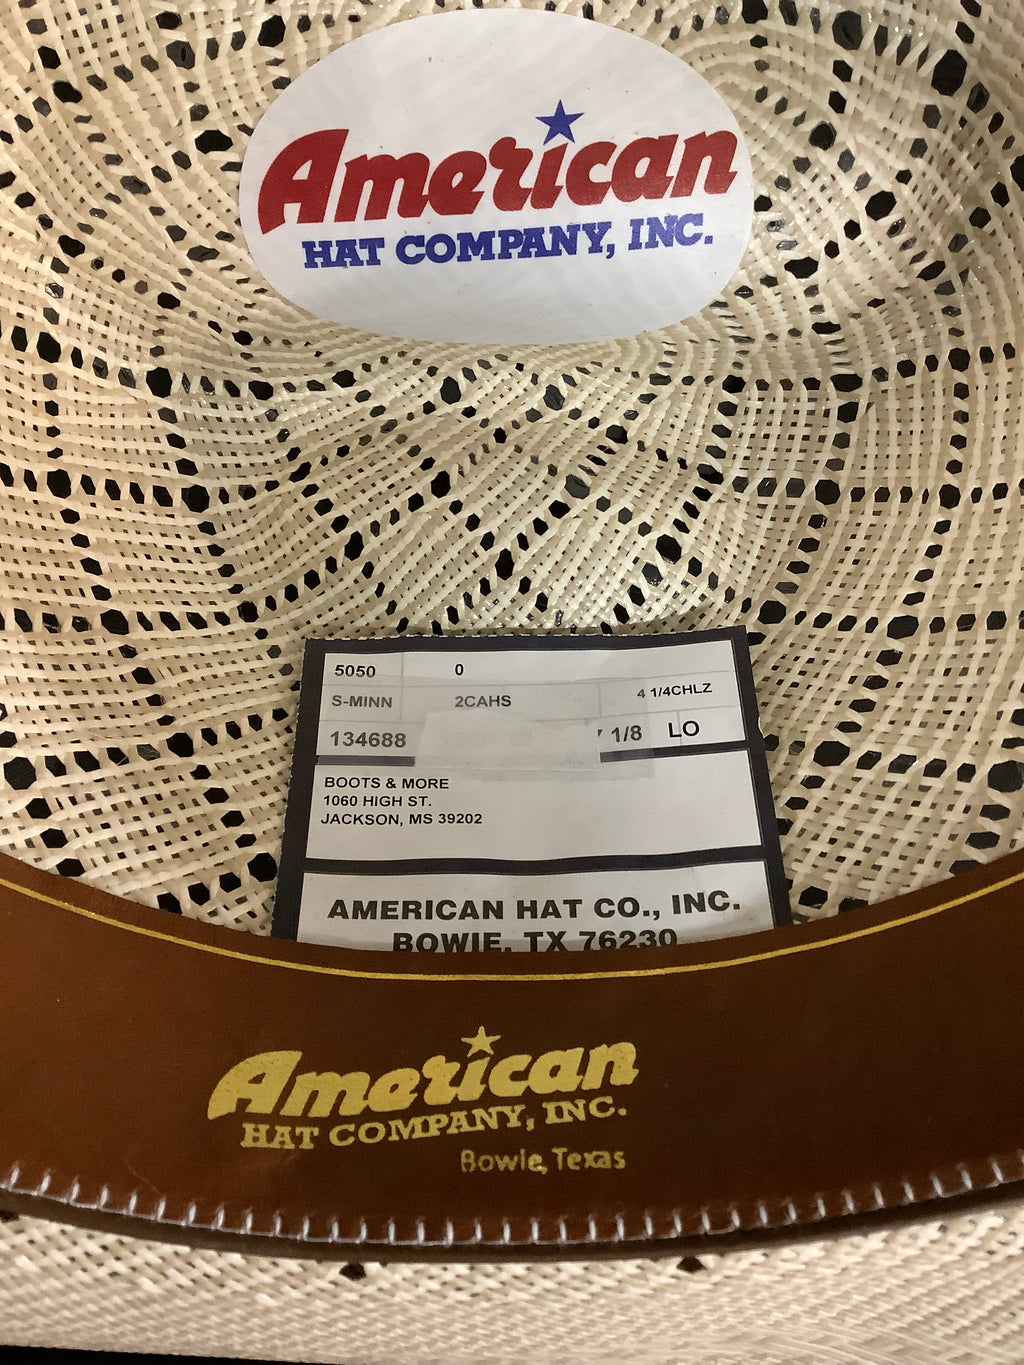 American
HAT COMPANY, INC.
5050 0
S-MINN 2CAHS 4 1/4CHLZ
134688 1/8 LO
BOOTS & MORE
1060 HIGH ST.
JACKSON, MS 39202
AMERICAN HAT CO., INC.
BOWIE, TX 76230
American
HAT COMPANY, INC.
Bowie, Texas